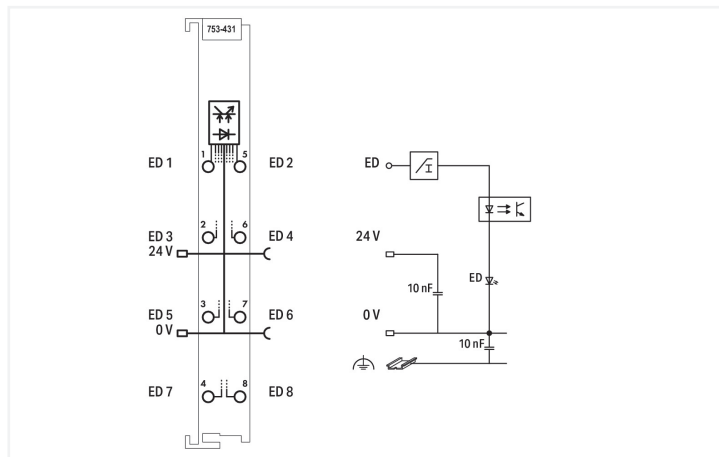 753-431
1 5
ED 1 ED 2
2 6
ED 3 ED 4
24 V
3 7
ED 5 ED 6
0 V
4 8
ED 7 ED 8
ED
I
24 V
10 nF
ED
0 V
10 nF